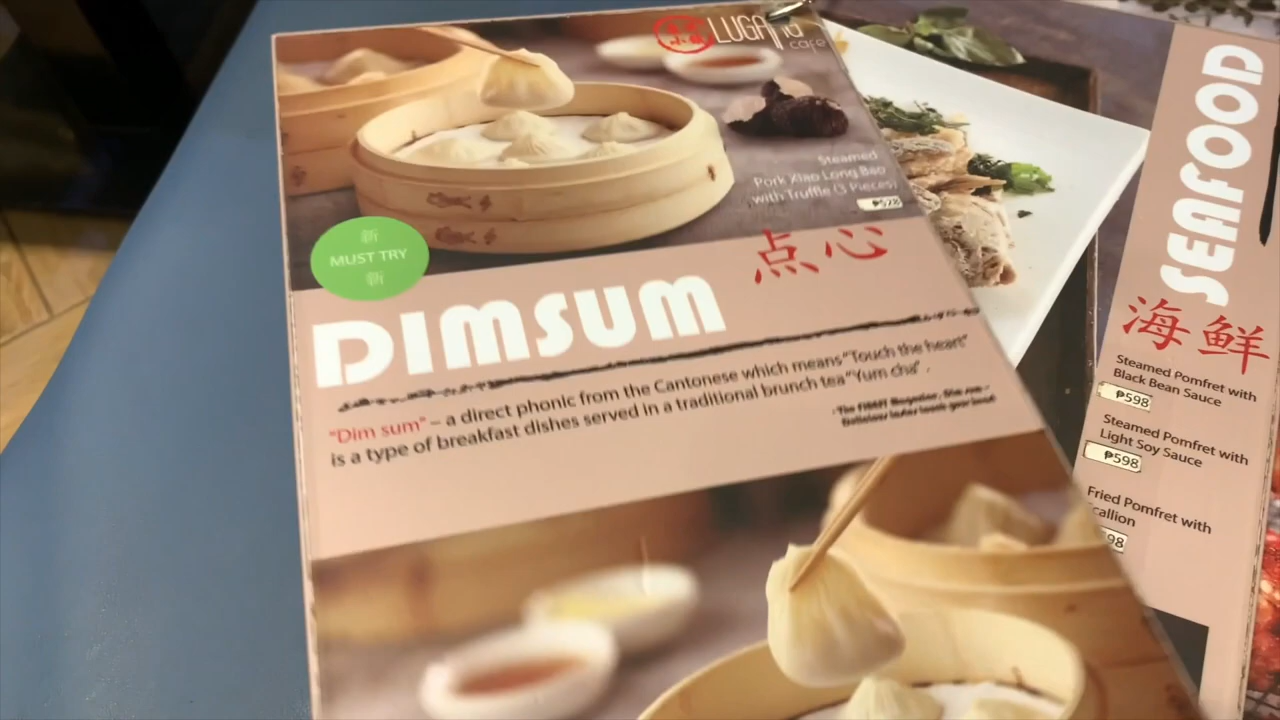 LUGAng
cafe
Steamed
Pork Xiao Long Bao
with Truffle (3 Pieces)
₱528
新
MUST TRY
新
点心
DIMSUM
"Dim sum" – a direct phonic from the Cantonese which means "Touch the heart"
is a type of breakfast dishes served in a traditional brunch tea "Yum cha" .
SEAFOOD
海鲜
Steamed Pomfret with
Black Bean Sauce
₱598
Steamed Pomfret with
Light Soy Sauce
₱598
Fried Pomfret with
98